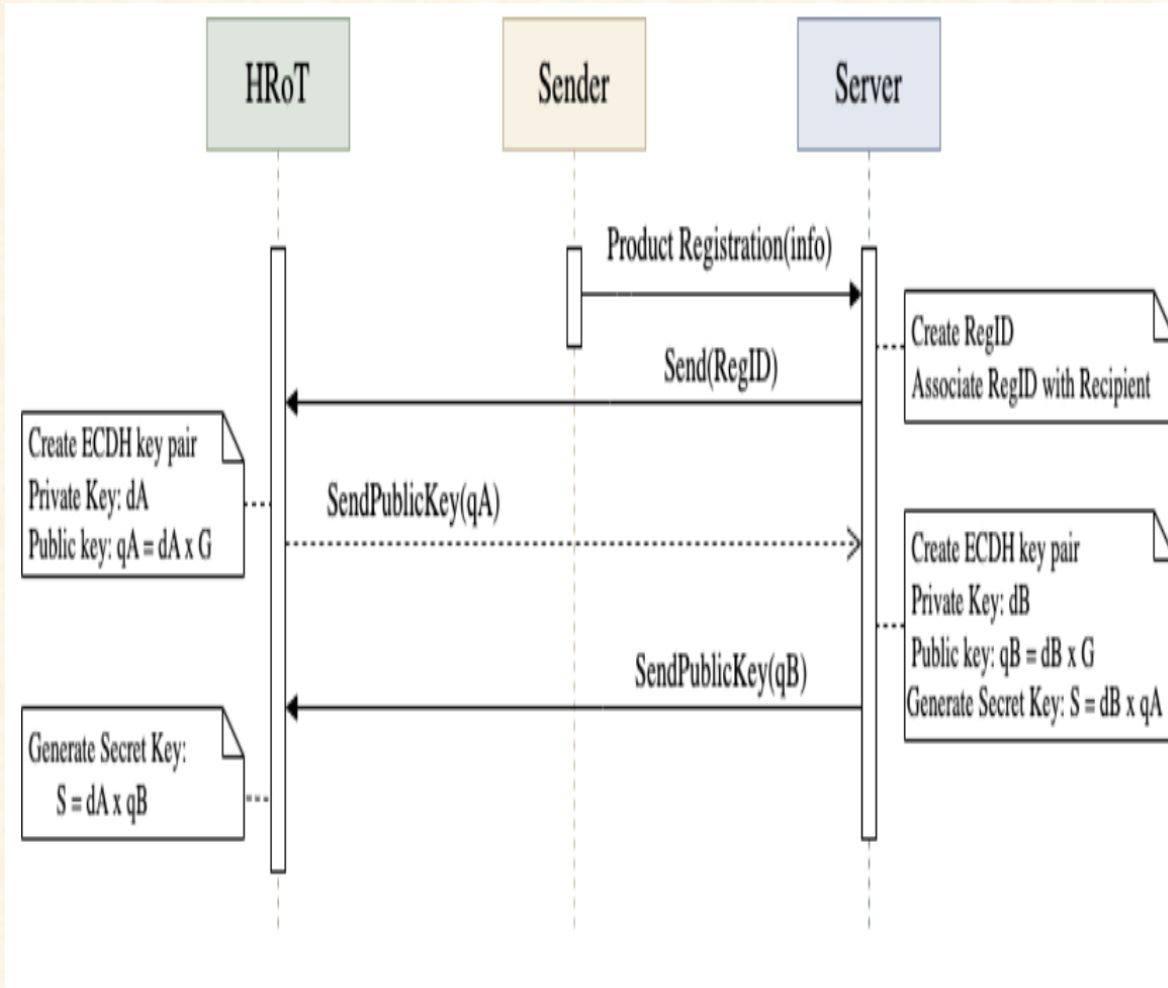 HRoT
Sender
Server
Product Registration(info)
Create RegID
Associate RegID with Recipient
Send(RegID)
Create ECDH key pair
Private Key: dA
Public key: qA = dA x G
SendPublicKey(qA)
Create ECDH key pair
Private Key: dB
Public key: qB = dB x G
Generate Secret Key: S = dB x qA
SendPublicKey(qB)
Generate Secret Key:
S = dA x qB